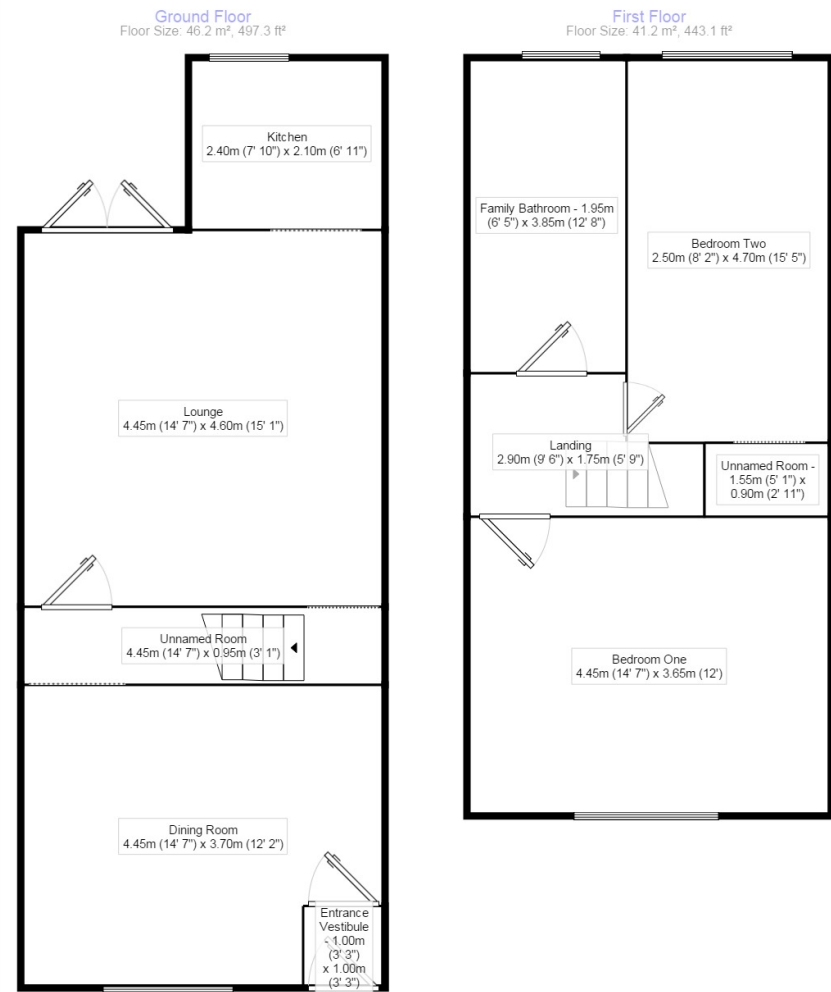 Ground Floor
Floor Size: 46.2 m², 497.3 ft²
Kitchen
2.40m (7' 10") x 2.10m (6' 11")
Lounge
4.45m (14' 7") x 4.60m (15' 1")
Unnamed Room
4.45m (14' 7") x 0.95m (3' 1")
Dining Room
4.45m (14' 7") x 3.70m (12' 2")
Entrance
Vestibule
- 1.00m
(3' 3")
x 1.00m
(3' 3")
First Floor
Floor Size: 41.2 m², 443.1 ft²
Family Bathroom - 1.95m
(6' 5") x 3.85m (12' 8")
Bedroom Two
2.50m (8' 2") x 4.70m (15' 5")
Landing
2.90m (9' 6") x 1.75m (5' 9")
Unnamed Room -
1.55m (5' 1") x
0.90m (2' 11")
Bedroom One
4.45m (14' 7") x 3.65m (12')